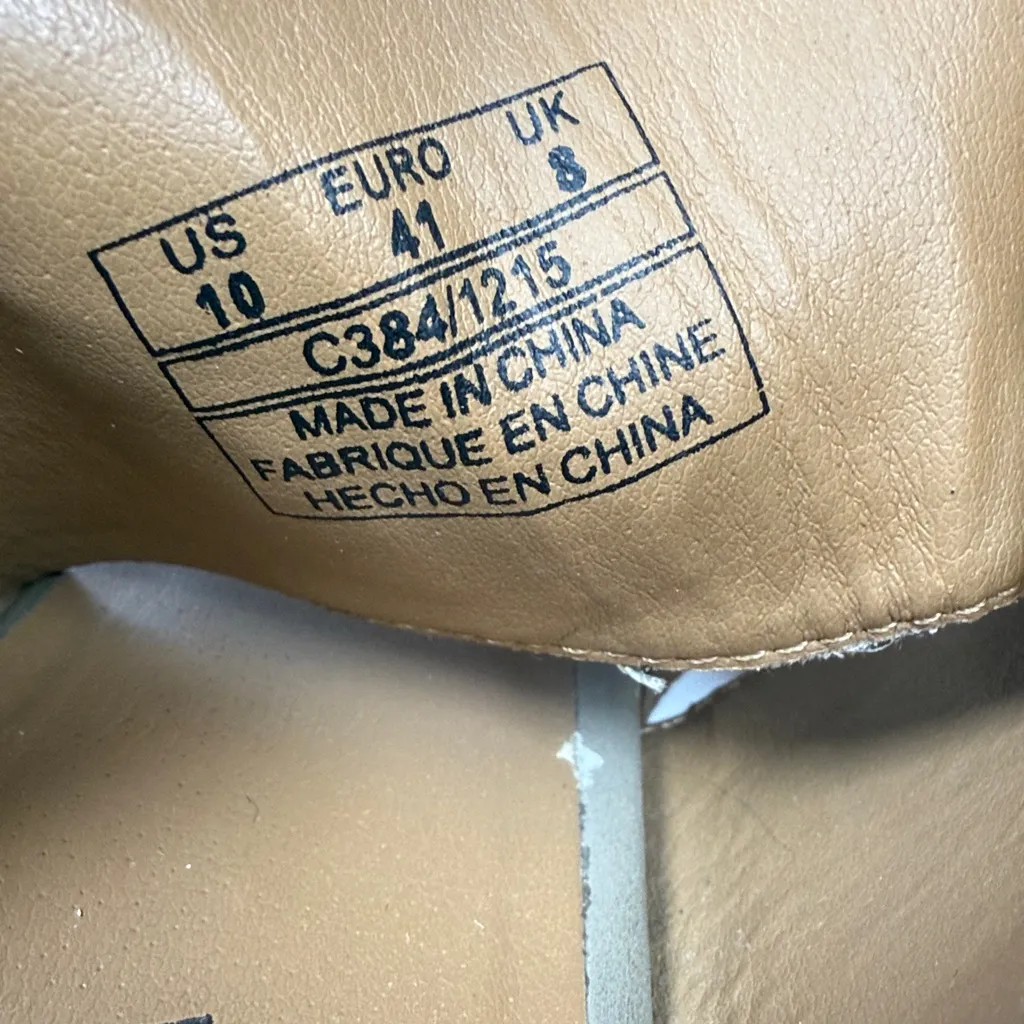 US EURO UK
10 41 8
C384/1215
MADE IN CHINA
FABRIQUE EN CHINE
HECHO EN CHINA